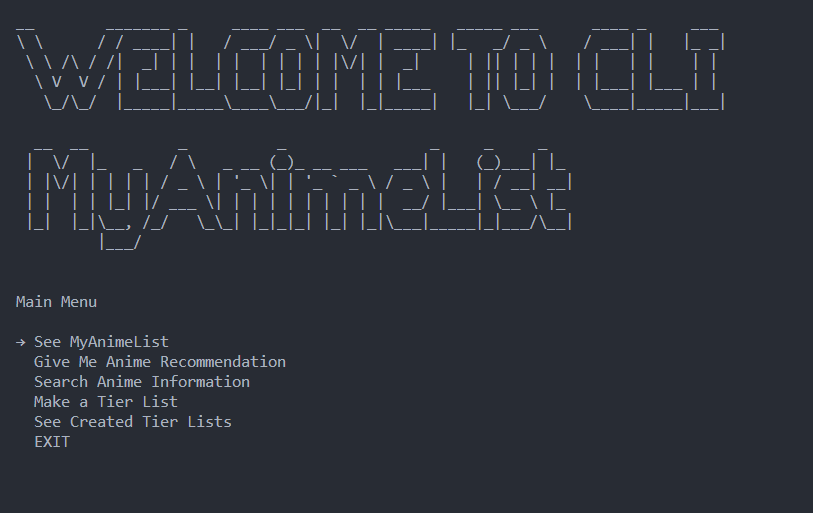 WELCOME TO CLI
MyAnimeList
Main Menu
→ See MyAnimeList
Give Me Anime Recommendation
Search Anime Information
Make a Tier List
See Created Tier Lists
EXIT